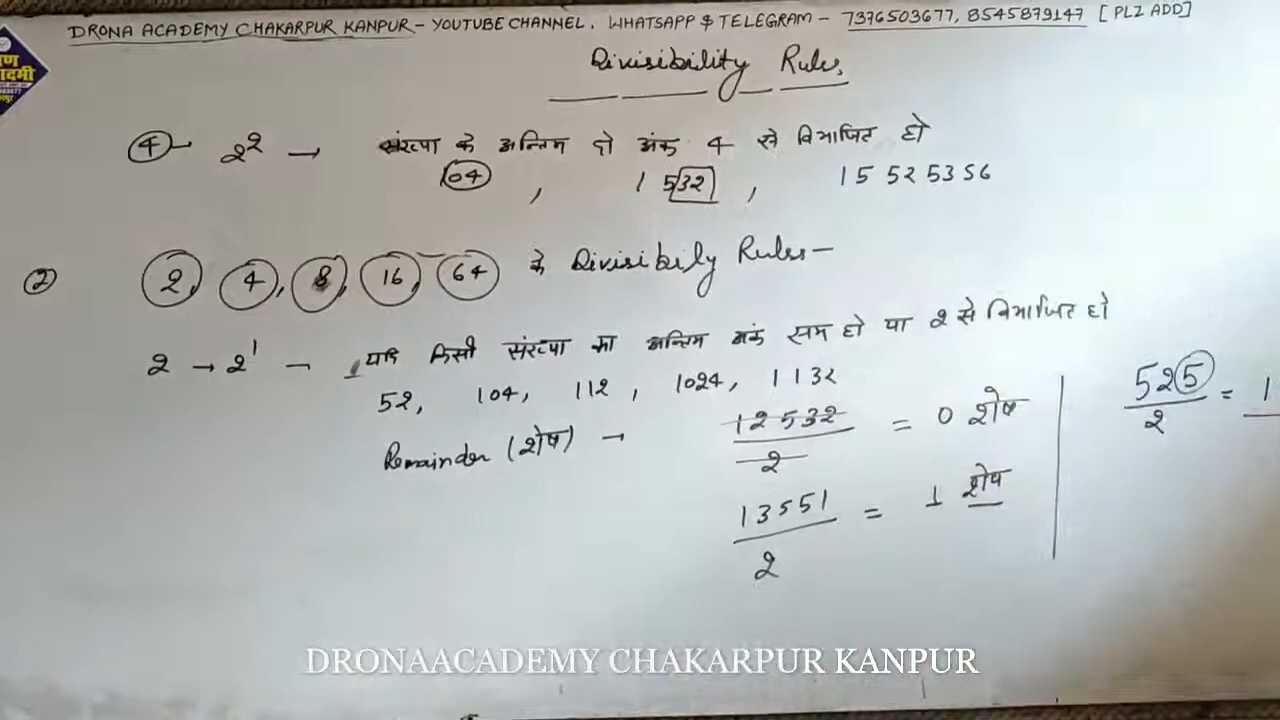 DRONA ACADEMY CHAKARPUR KANPUR - YOUTUBE CHANNEL. WHATSAPP & TELEGRAM - 7376503677, 8545879147 [PLZ ADD]
Divisibility Rules
④ → 2² → संख्या के अन्तिम दो अंक 4 से विभाजित हो
104, 1532, 15525356
② 2, 4, 8, 16, 64 के Divisibily Rules -
2 → 2¹ - यदि किसी संख्या का अन्तिम अंक सम हो या 2 से विभाजित हो
52, 104, 112, 1024, 1132
Remainder (शेष) → 12532/2 = 0 शेष
525/2 = 1
13551/2 = 1 शेष
DRONAACADEMY CHAKARPUR KANPUR